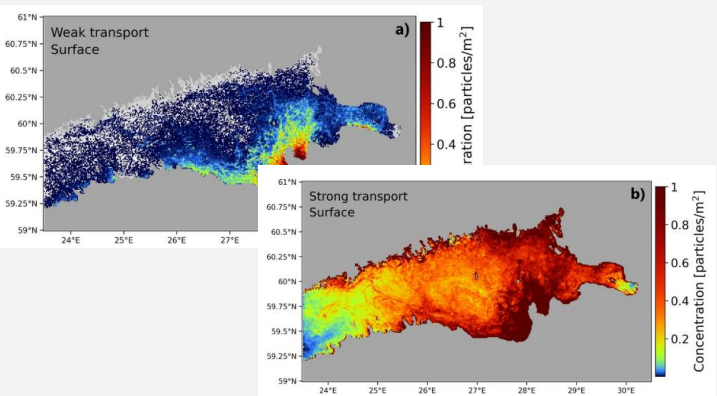 Weak transport
Surface
a)
61°N
60.75°N
60.5°N
60.25°N
60°N
59.75°N
59.5°N
59.25°N
59°N
24°E 25°E 26°E 27°E
1
0.8
0.6
0.4
ration [particles/m²]
Strong transport
Surface
b)
61°N
60.75°N
60.5°N
60.25°N
60°N
59.75°N
59.5°N
59.25°N
59°N
24°E 25°E 26°E 27°E 28°E 29°E 30°E
1
0.8
0.6
0.4
0.2
Concentration [particles/m²]